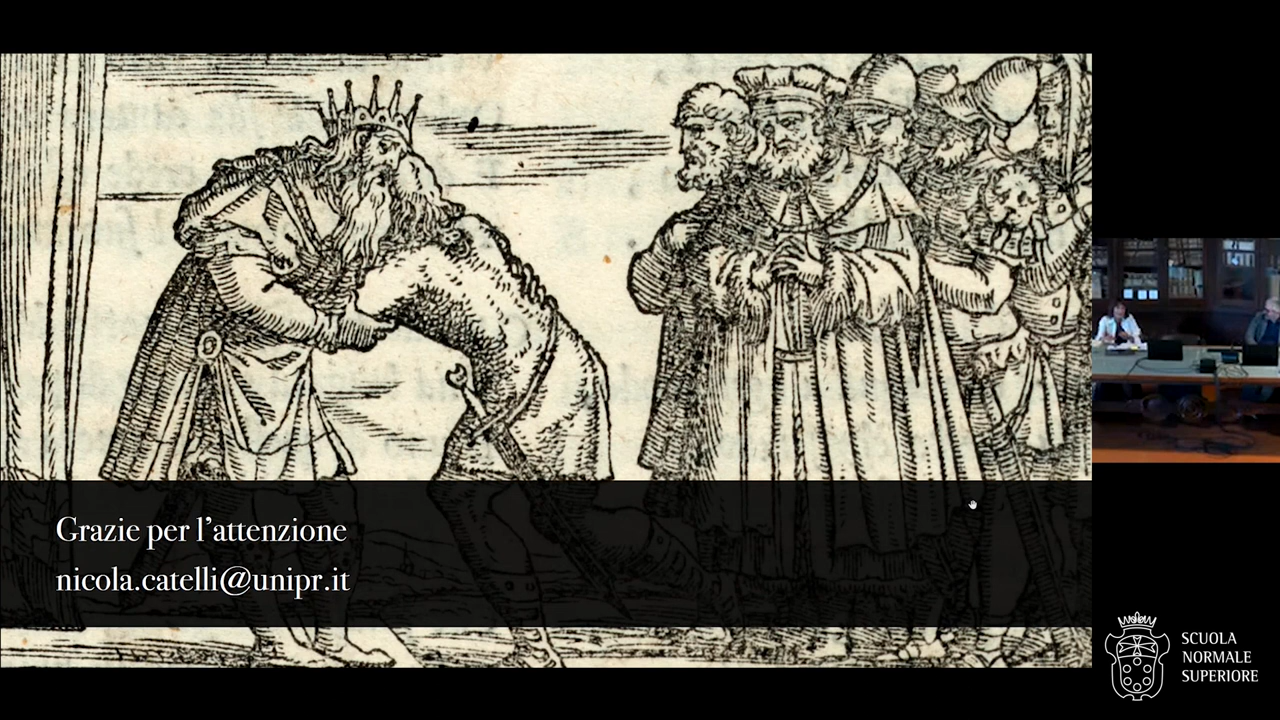 Grazie per l'attenzione
nicola.catelli@unipr.it
SCUOLA
NORMALE
SUPERIORE